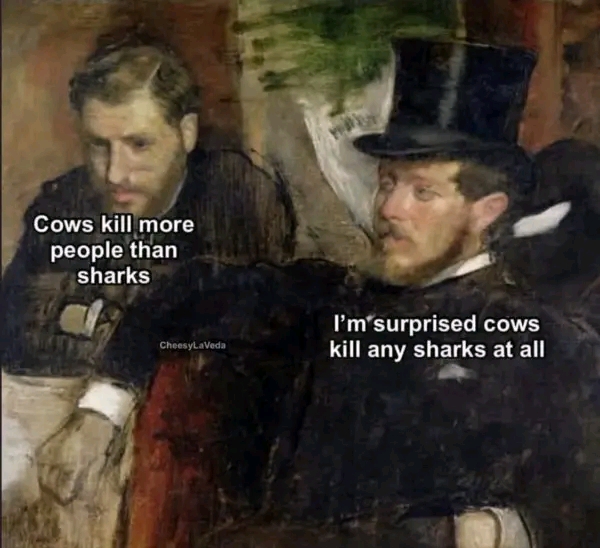 Cows kill more
people than
sharks
CheesyLaVeda
I'm surprised cows
kill any sharks at all